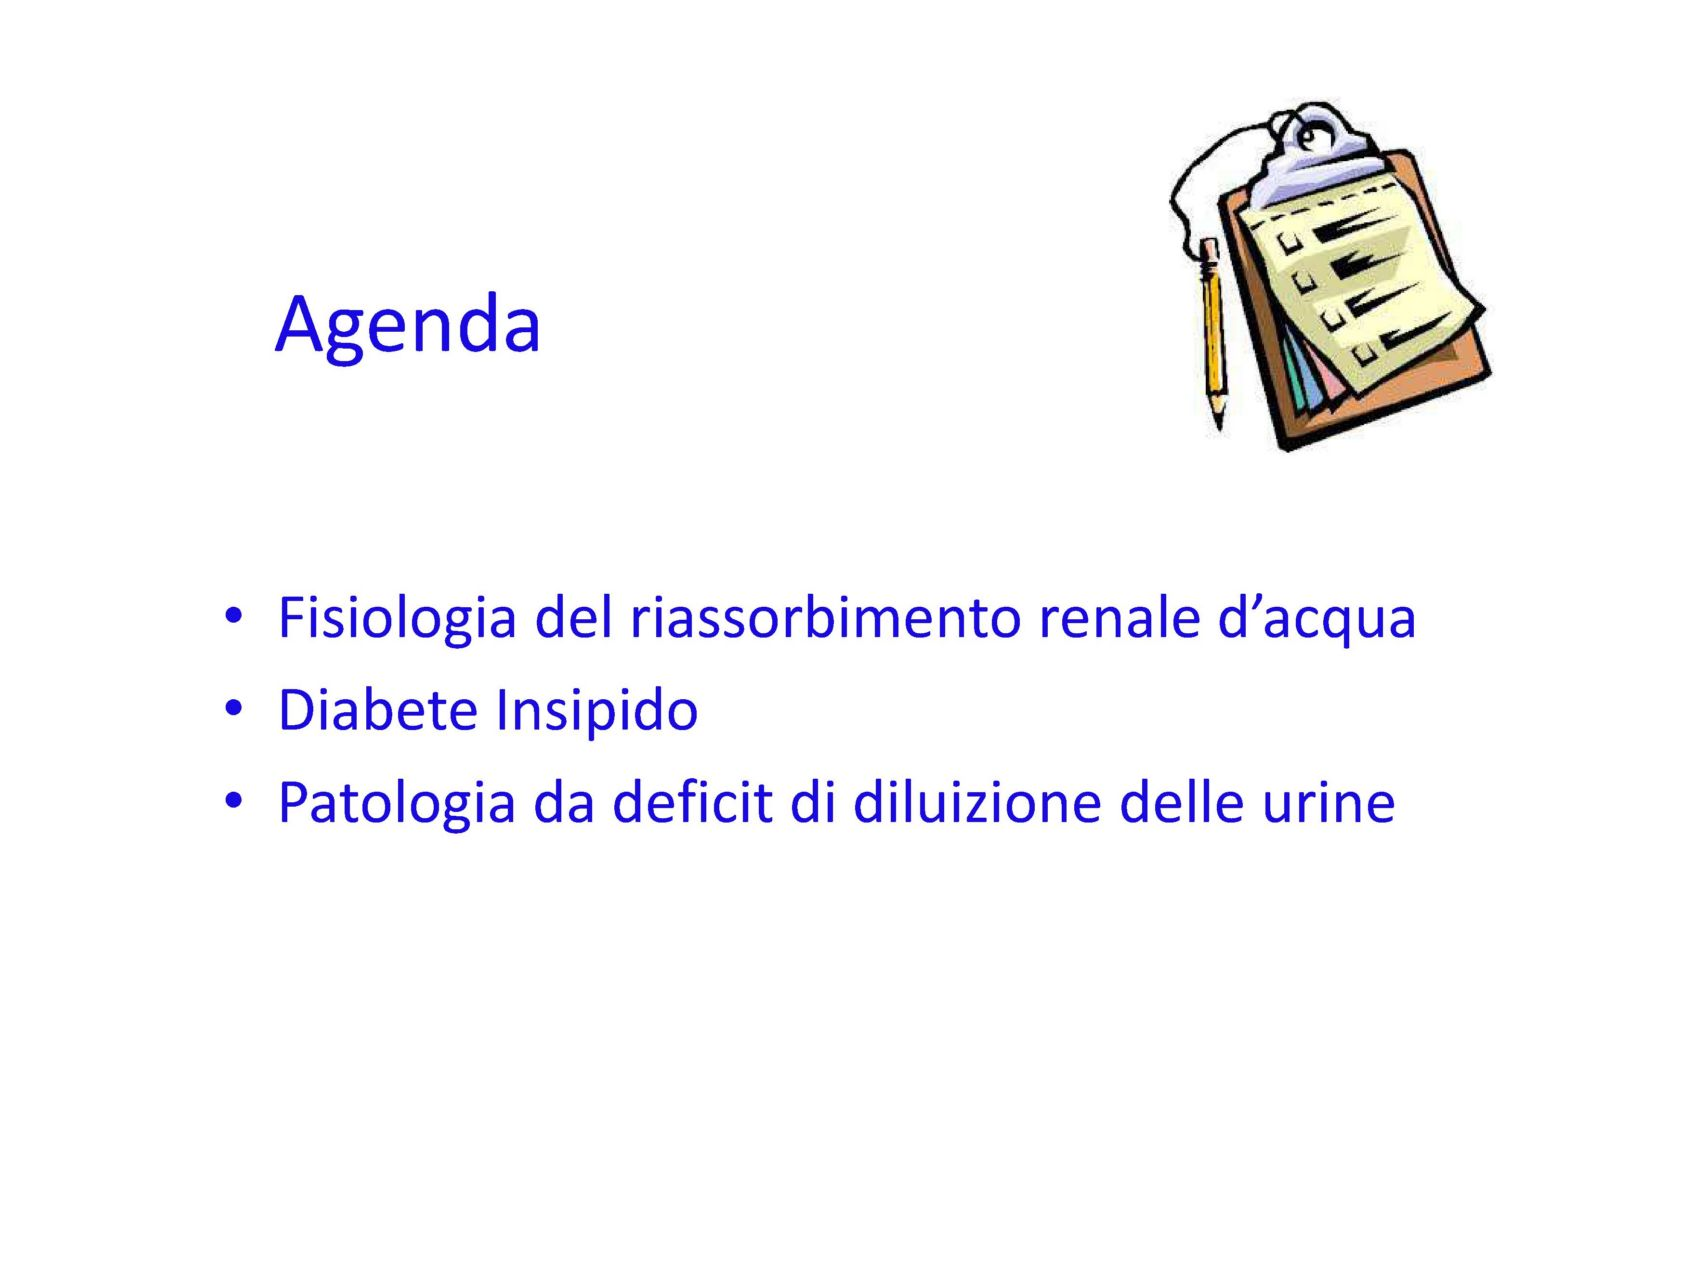 Agenda
• Fisiologia del riassorbimento renale d’acqua
• Diabete Insipido
• Patologia da deficit di diluizione delle urine